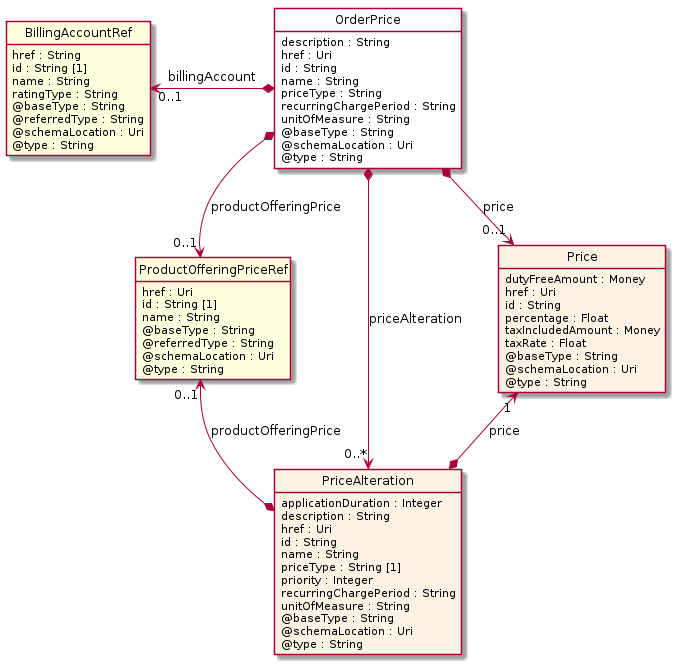 BillingAccountRef
href : String
id : String [1]
name : String
ratingType : String
@baseType : String
@referredType : String
@schemaLocation : Uri
@type : String
OrderPrice
description : String
href : Uri
id : String
name : String
priceType : String
recurringChargePeriod : String
unitOfMeasure : String
@baseType : String
@schemaLocation : Uri
@type : String
billingAccount
0..1
productOfferingPrice
0..1
price
0..1
ProductOfferingPriceRef
href : Uri
id : String [1]
name : String
@baseType : String
@referredType : String
@schemaLocation : Uri
@type : String
Price
dutyFreeAmount : Money
href : Uri
id : String
percentage : Float
taxIncludedAmount : Money
taxRate : Float
@baseType : String
@schemaLocation : Uri
@type : String
priceAlteration
0..*
0..1
productOfferingPrice
1
price
PriceAlteration
applicationDuration : Integer
description : String
href : Uri
id : String
name : String
priceType : String [1]
priority : Integer
recurringChargePeriod : String
unitOfMeasure : String
@baseType : String
@schemaLocation : Uri
@type : String